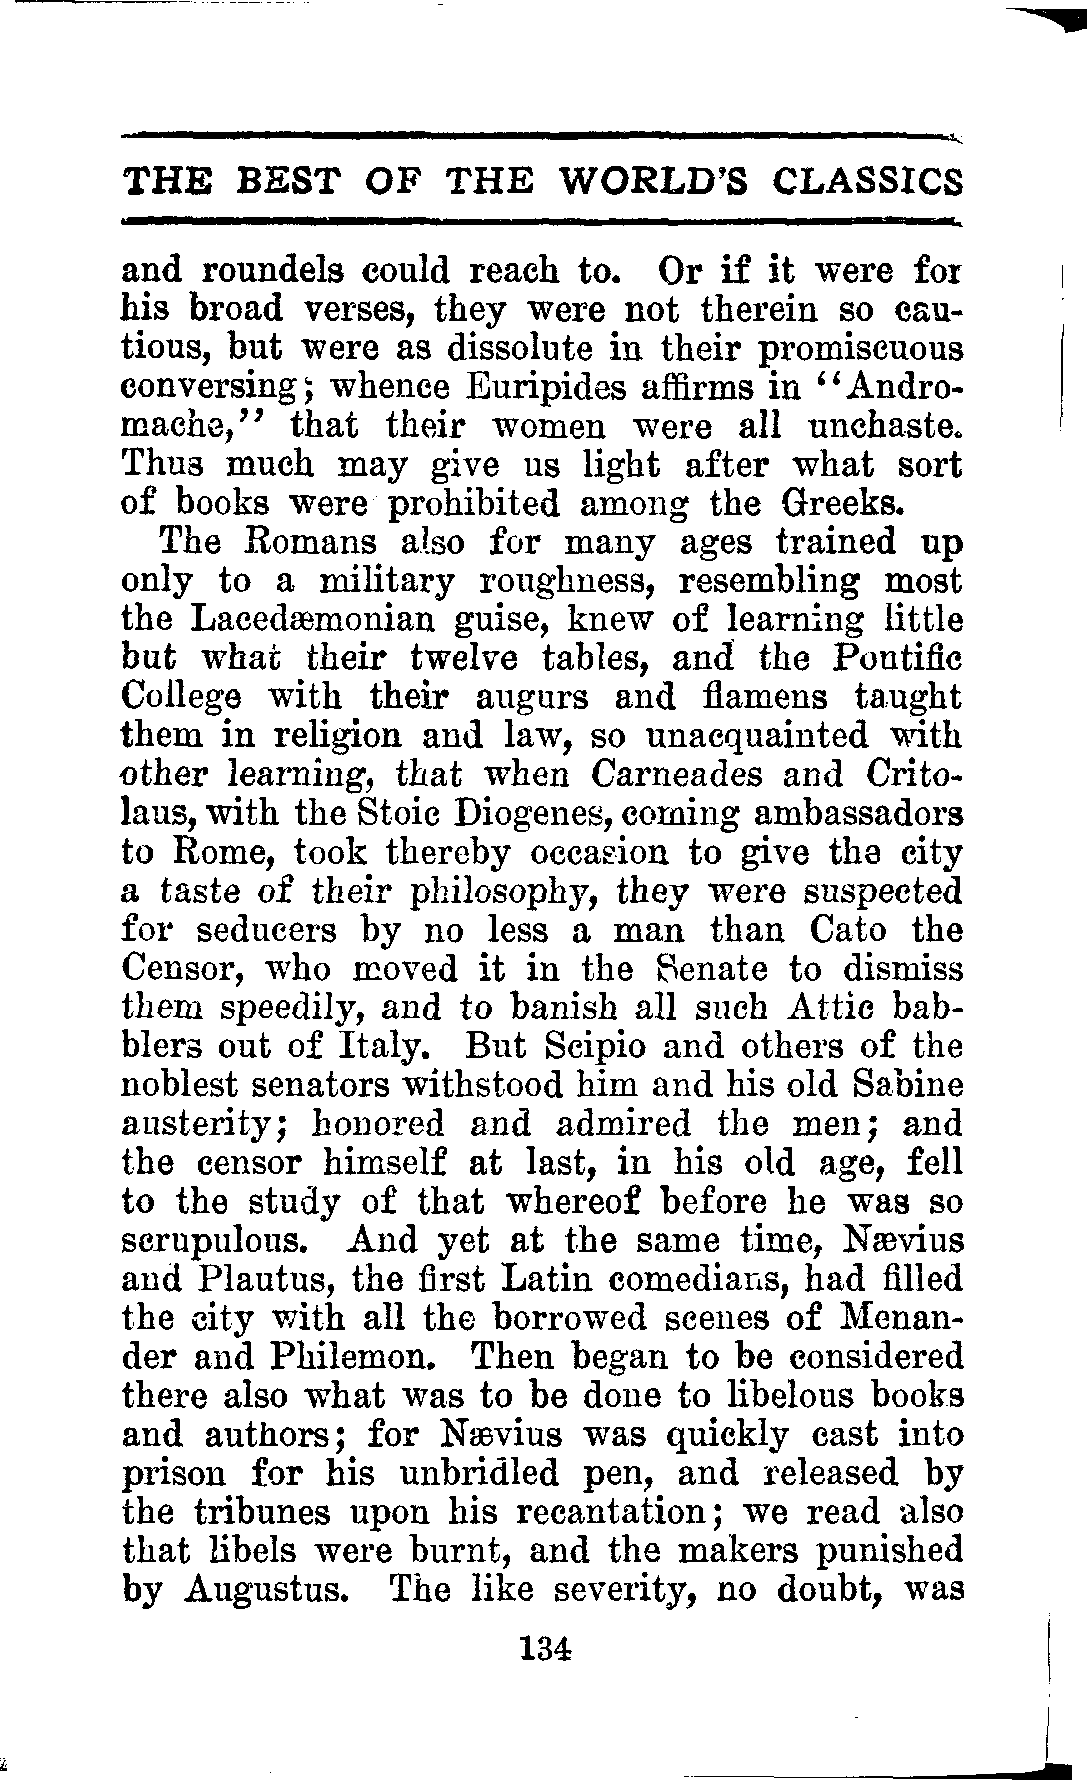 THE BEST OF THE WORLD'S CLASSICS
and roundels could reach to. Or if it were for
his broad verses, they were not therein so cau-
tious, but were as dissolute in their promiscuous
conversing; whence Euripides affirms in "Andro-
mache," that their women were all unchaste.
Thus much may give us light after what sort
of books were prohibited among the Greeks.
The Romans also for many ages trained up
only to a military roughness, resembling most
the Lacedæmonian guise, knew of learning little
but what their twelve tables, and the Pontific
College with their augurs and flamens taught
them in religion and law, so unacquainted with
other learning, that when Carneades and Crito-
laus, with the Stoic Diogenes, coming ambassadors
to Rome, took thereby occasion to give the city
a taste of their philosophy, they were suspected
for seducers by no less a man than Cato the
Censor, who moved it in the Senate to dismiss
them speedily, and to banish all such Attic bab-
blers out of Italy. But Scipio and others of the
noblest senators withstood him and his old Sabine
austerity; honored and admired the men; and
the censor himself at last, in his old age, fell
to the study of that whereof before he was so
scrupulous. And yet at the same time, Nævius
and Plautus, the first Latin comedians, had filled
the city with all the borrowed scenes of Menan-
der and Philemon. Then began to be considered
there also what was to be done to libelous books
and authors; for Nævius was quickly cast into
prison for his unbridled pen, and released by
the tribunes upon his recantation; we read also
that libels were burnt, and the makers punished
by Augustus. The like severity, no doubt, was
134